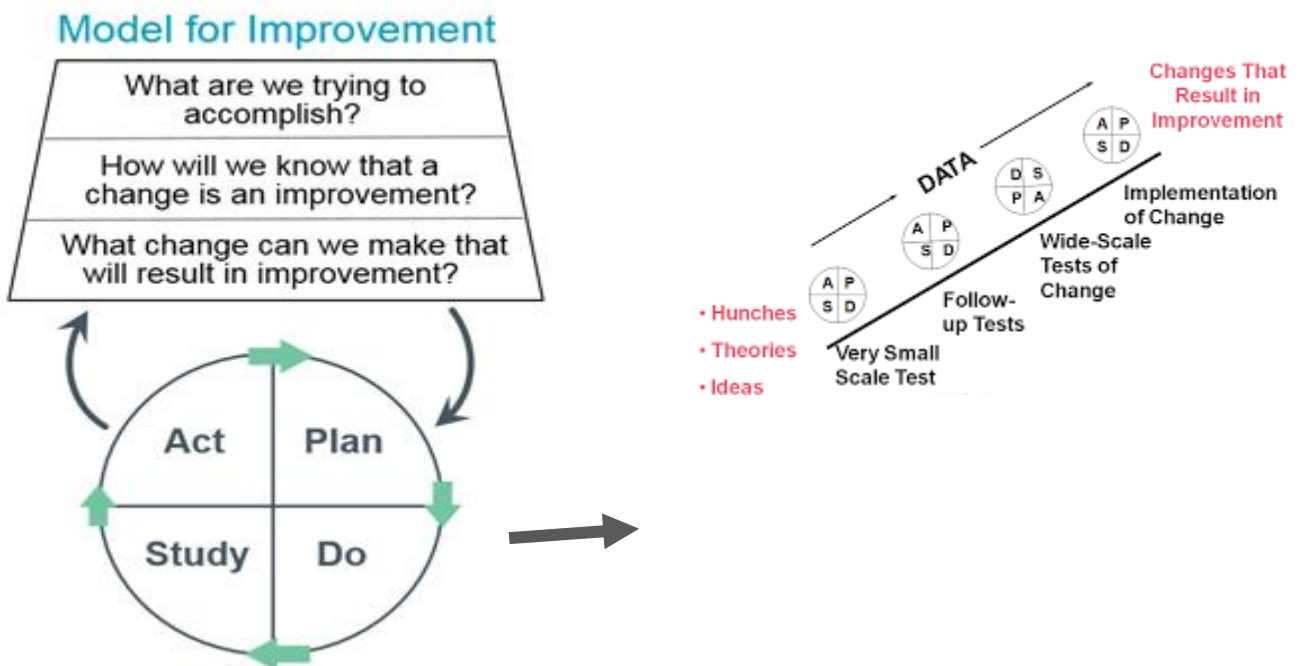 Model for Improvement
What are we trying to
accomplish?
How will we know that a
change is an improvement?
What change can we make that
will result in improvement?
Act
Plan
Study
Do
Changes That
Result in
Improvement
DATA
A P
S D
D S
P A
A P
S D
A P
S D
Implementation
of Change
Wide-Scale
Tests of
Change
Follow-
up Tests
Very Small
Scale Test
• Hunches
• Theories
• Ideas